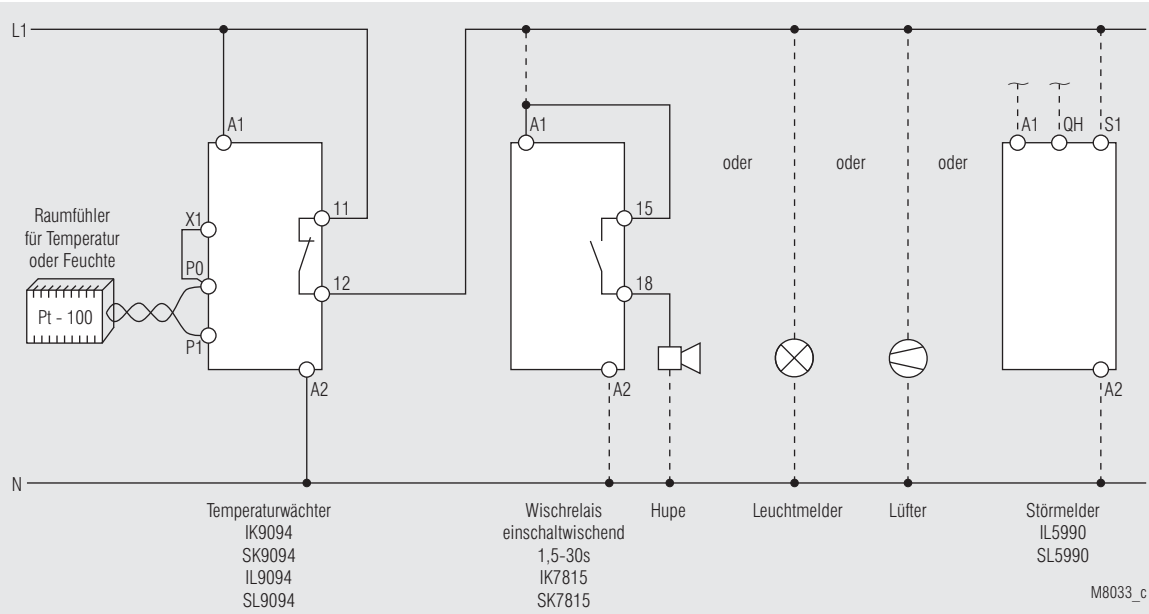 L1
A1
A1
A1
QH
S1
oder
oder
oder
Raumfühler
für Temperatur
oder Feuchte
X1
11
15
P0
12
18
Pt - 100
P1
A2
A2
A2
N
Temperaturwächter
IK9094
SK9094
IL9094
SL9094
Wischrelais
einschaltwischend
1,5-30s
IK7815
SK7815
Hupe
Leuchtmelder
Lüfter
Störmelder
IL5990
SL5990
M8033_c